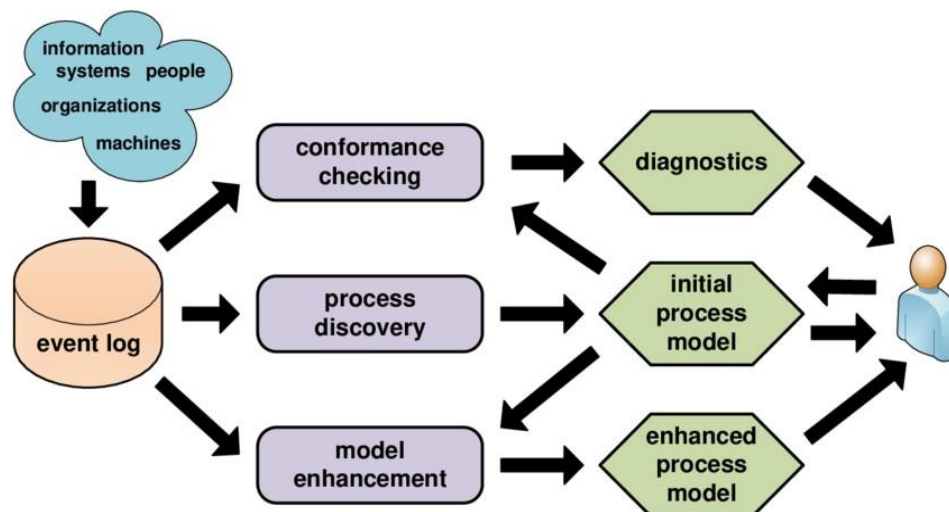 information
systems people
organizations
machines
conformance
checking
diagnostics
event log
process
discovery
initial
process
model
model
enhancement
enhanced
process
model